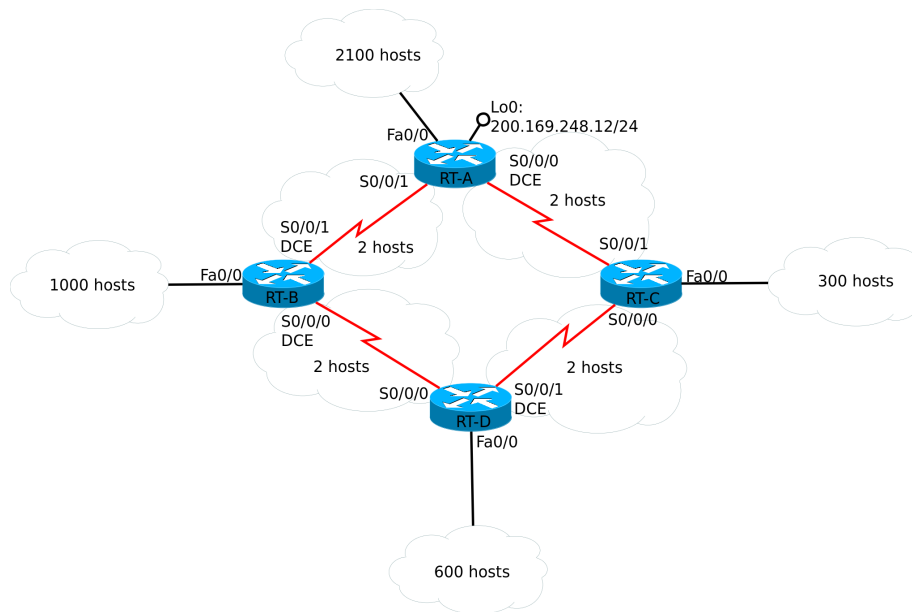 2100 hosts
Lo0:
200.169.248.12/24
Fa0/0
S0/0/0
DCE
RT-A
S0/0/1
2 hosts
S0/0/1
DCE
2 hosts
S0/0/1
1000 hosts
Fa0/0
RT-B
RT-C
Fa0/0
300 hosts
S0/0/0
DCE
S0/0/0
2 hosts
2 hosts
S0/0/0
S0/0/1
DCE
RT-D
Fa0/0
600 hosts